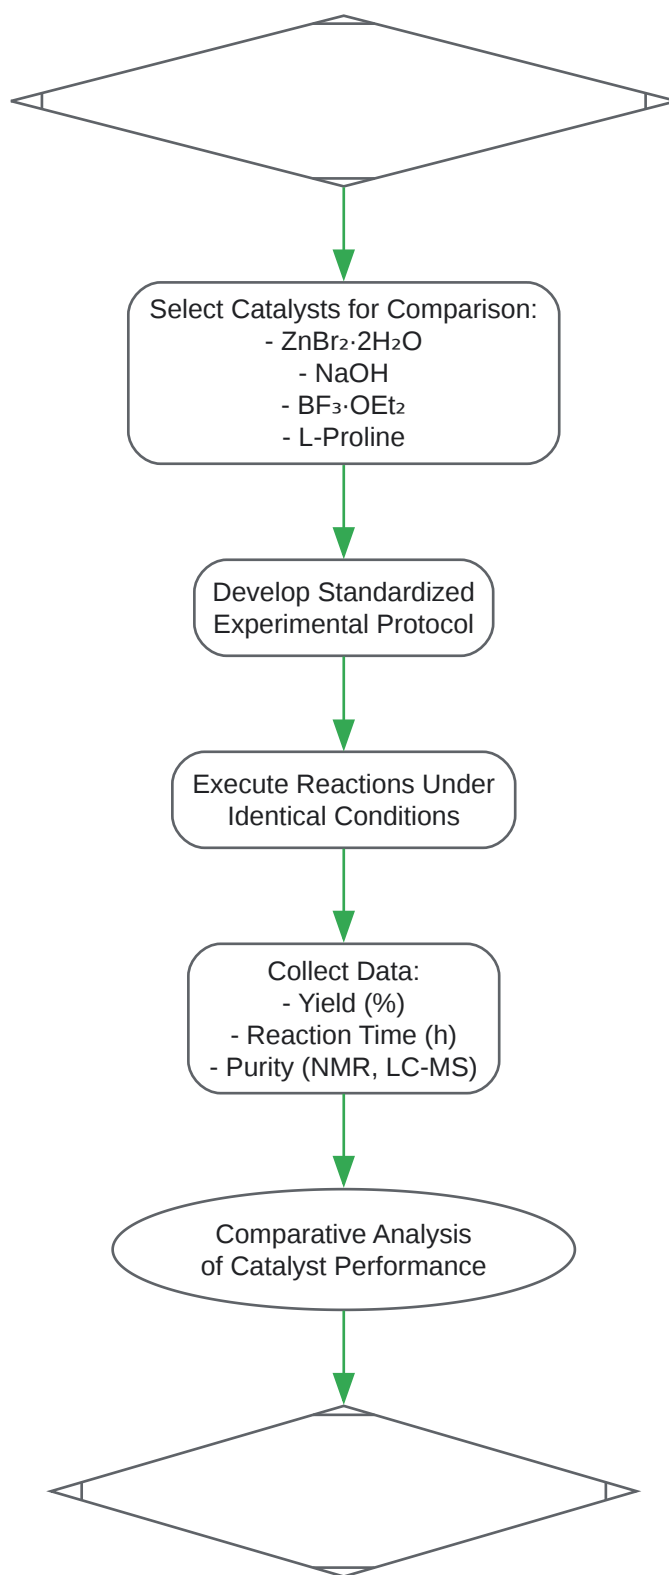 Select Catalysts for Comparison:
- ZnBr₂·2H₂O
- NaOH
- BF₃·OEt₂
- L-Proline
Develop Standardized
Experimental Protocol
Execute Reactions Under
Identical Conditions
Collect Data:
- Yield (%)
- Reaction Time (h)
- Purity (NMR, LC-MS)
Comparative Analysis
of Catalyst Performance